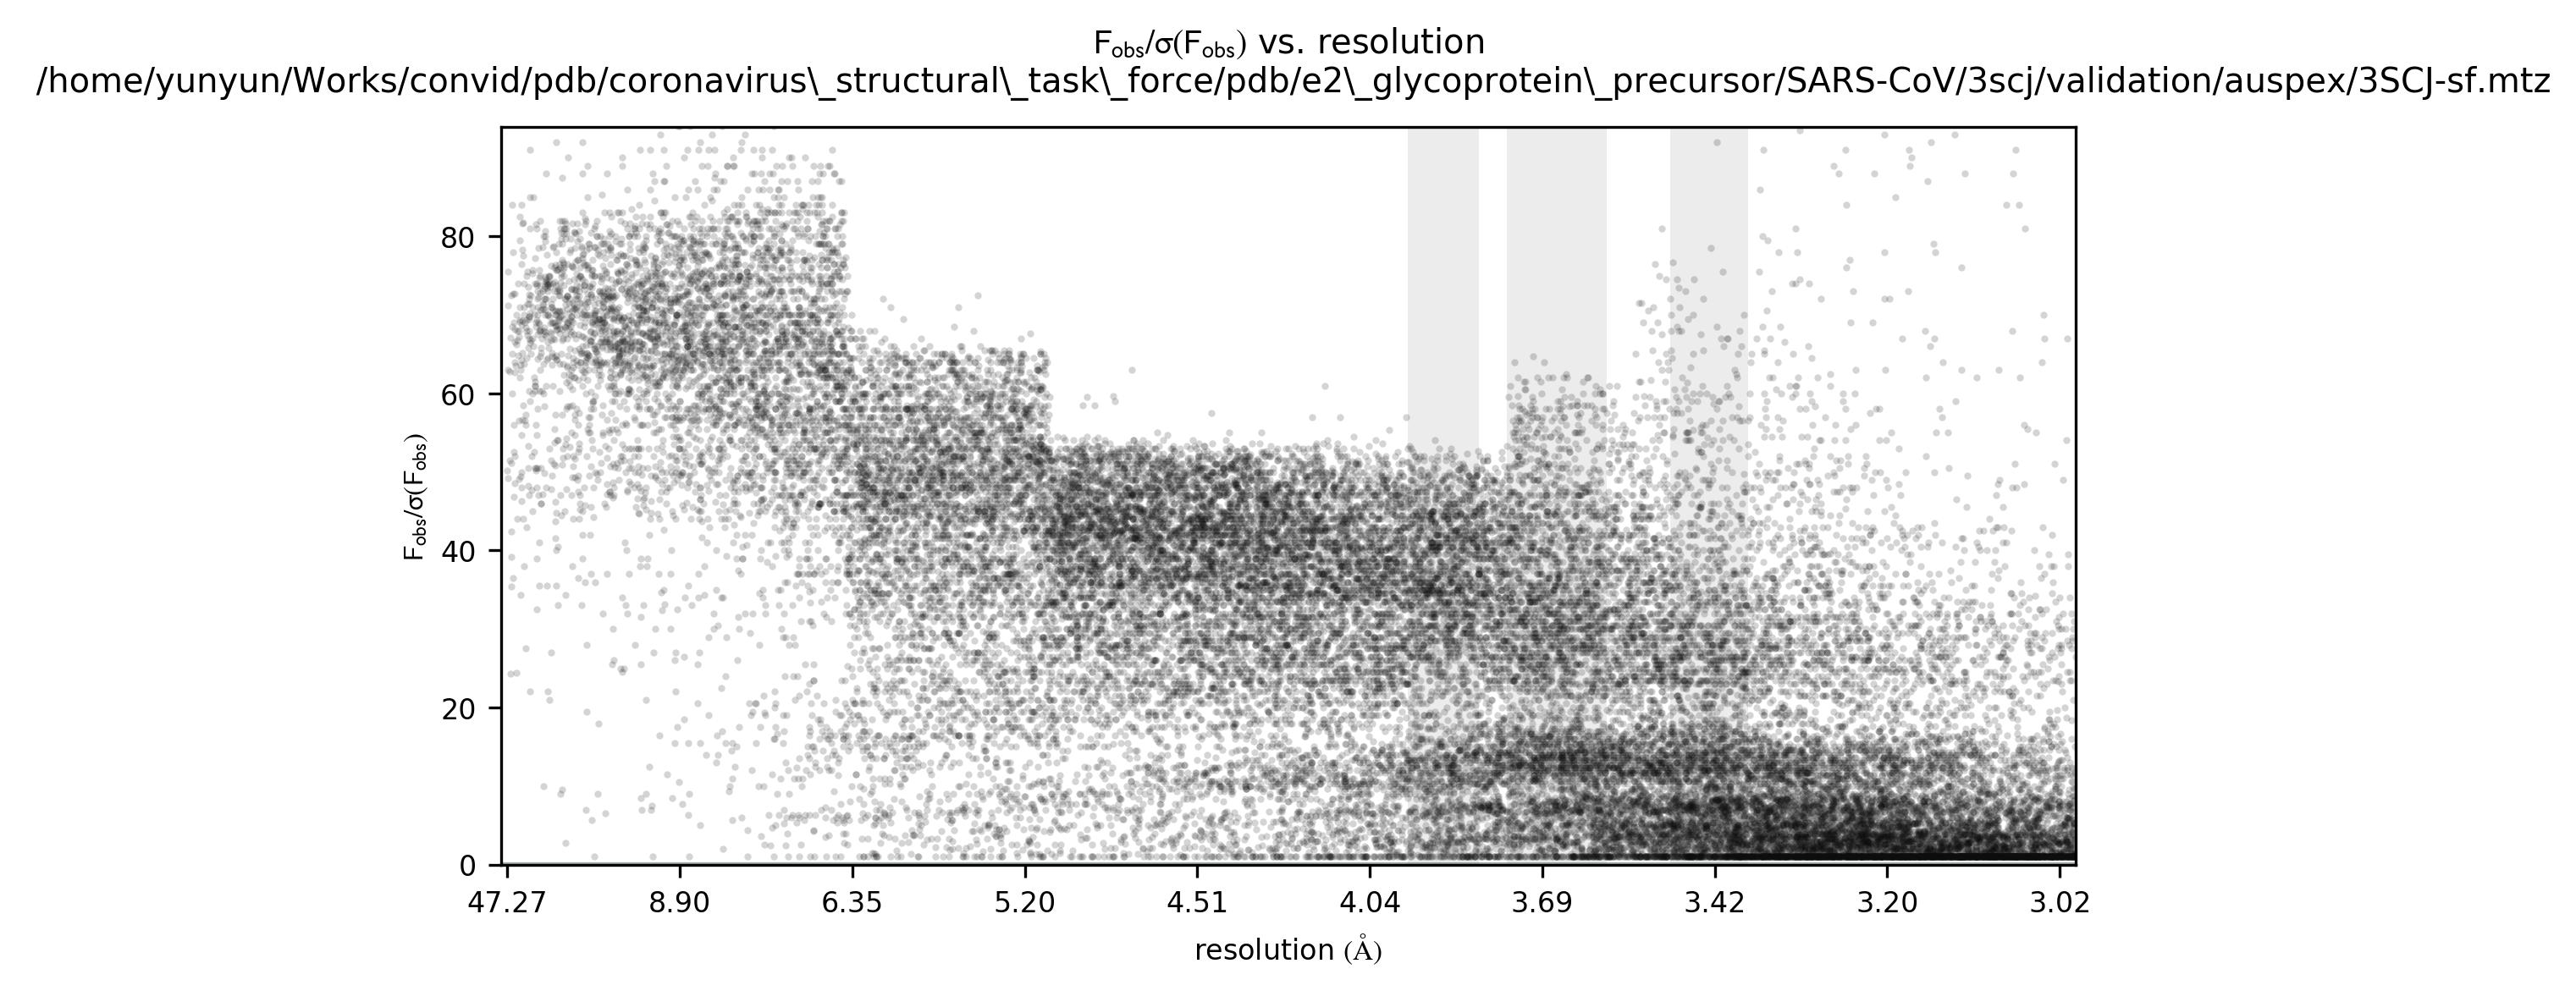 Fobs/σ(Fobs) vs. resolution
/home/yunyun/Works/convid/pdb/coronavirus\_structural\_task\_force/pdb/e2\_glycoprotein\_precursor/SARS-CoV/3scj/validation/auspex/3SCJ-sf.mtz
Fobs/σ(Fobs)
80
60
40
20
0
47.27 8.90 6.35 5.20 4.51 4.04 3.69 3.42 3.20 3.02
resolution (Å)